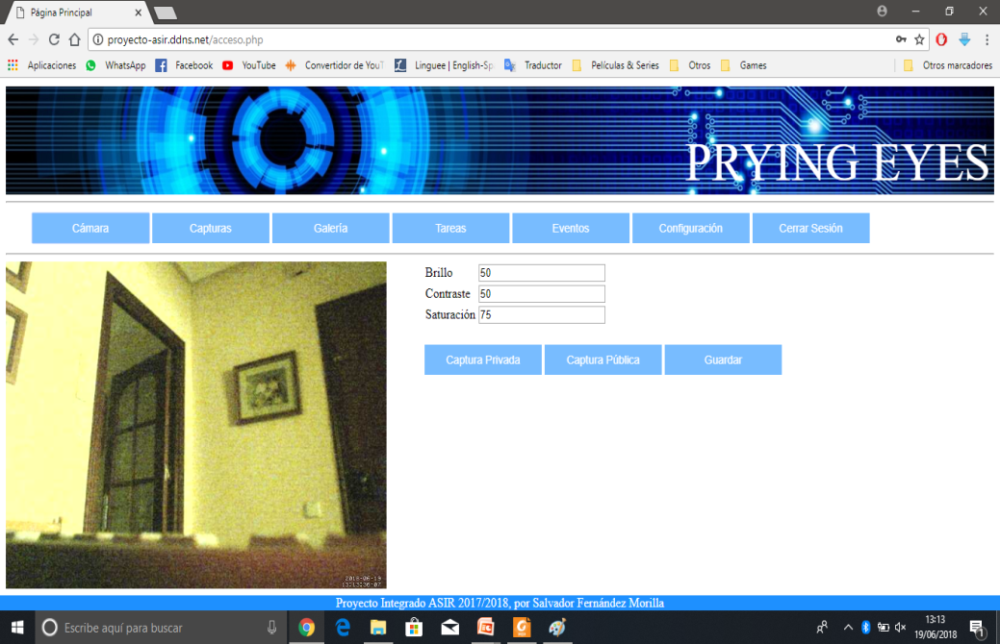 Página Principal
proyecto-asir.ddns.net/acceso.php
Aplicaciones WhatsApp Facebook YouTube Convertidor de YouT Linguee | English-Sp Traductor Películas & Series Otros Games Otros marcadores
PRYING EYES
Cámara Capturas Galería Tareas Eventos Configuración Cerrar Sesión
Brillo 50
Contraste 50
Saturación 75
Captura Privada Captura Pública Guardar
2018-06-19
Proyecto Integrado ASIR 2017/2018, por Salvador Fernández Morilla
Escribe aquí para buscar
13:13
19/06/2018